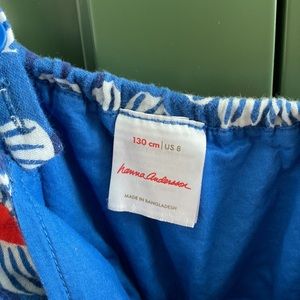 130 cm | US 8
hanna andersson
MADE IN BANGLADESH